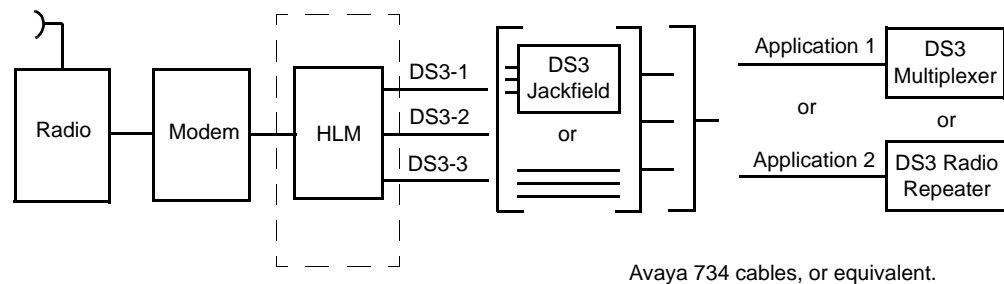 Radio
Modem
HLM
DS3-1
DS3-2
DS3-3
DS3
Jackfield
or
Application 1
or
Application 2
DS3
Multiplexer
or
DS3 Radio
Repeater
Avaya 734 cables, or equivalent.